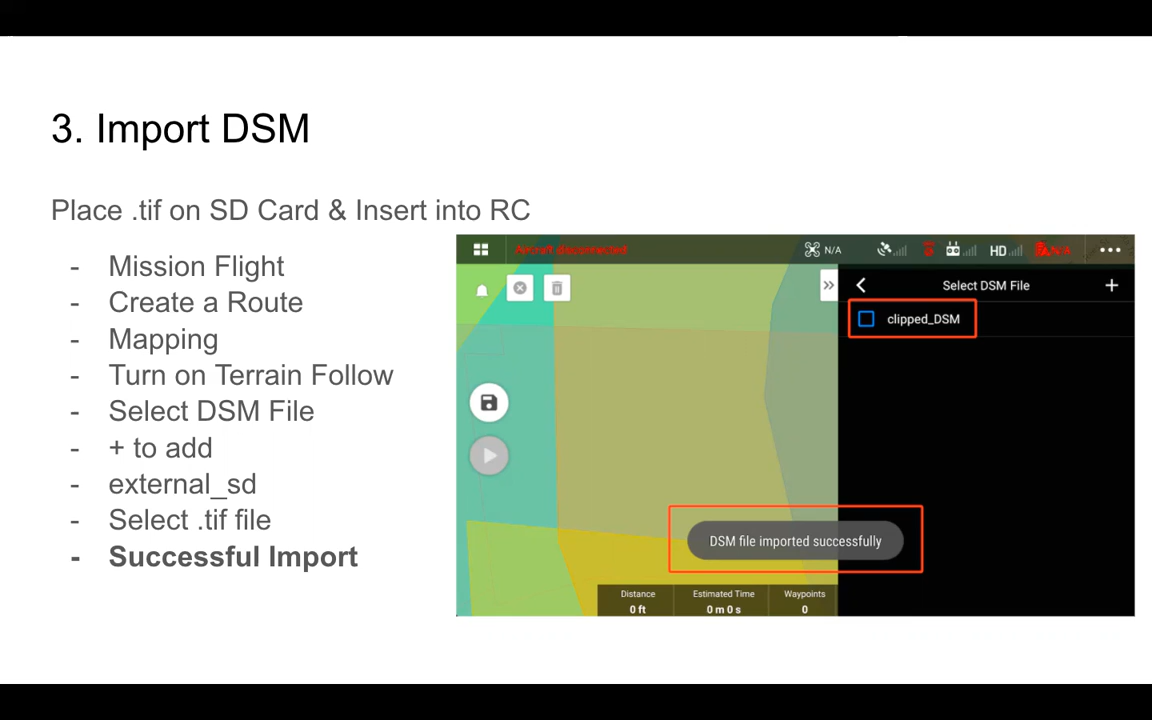 3. Import DSM
Place .tif on SD Card & Insert into RC
- Mission Flight
- Create a Route
- Mapping
- Turn on Terrain Follow
- Select DSM File
- + to add
- external_sd
- Select .tif file
- Successful Import
Aircraft disconnected
N/A
HD
N/A
Select DSM File
clipped_DSM
DSM file imported successfully
Distance Estimated Time Waypoints
0 ft 0 m 0 s 0